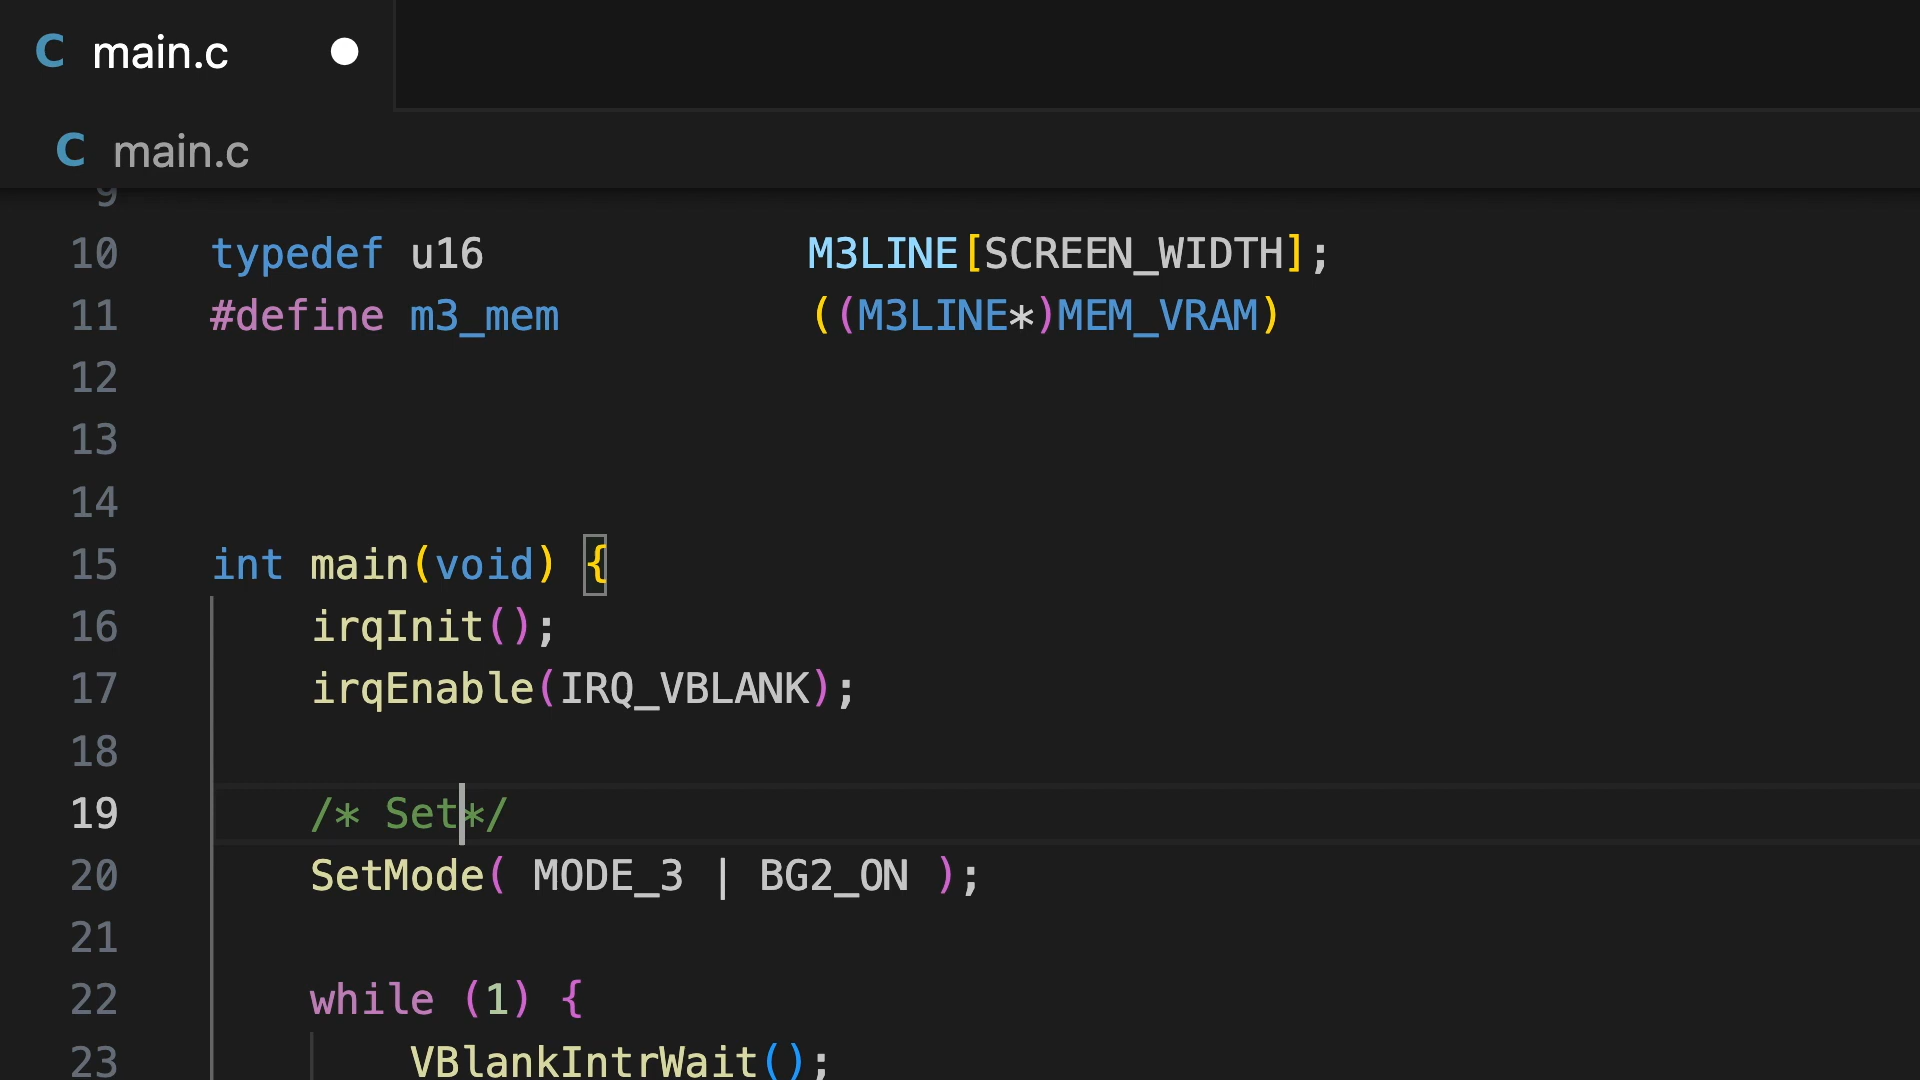 C main.c
C main.c
9
10 typedef u16 M3LINE[SCREEN_WIDTH];
11 #define m3_mem ((M3LINE*)MEM_VRAM)
12
13
14
15 int main(void) {
16 irqInit();
17 irqEnable(IRQ_VBLANK);
18
19 /* Set*/
20 SetMode( MODE_3 | BG2_ON );
21
22 while (1) {
23 VBlankIntrWait();